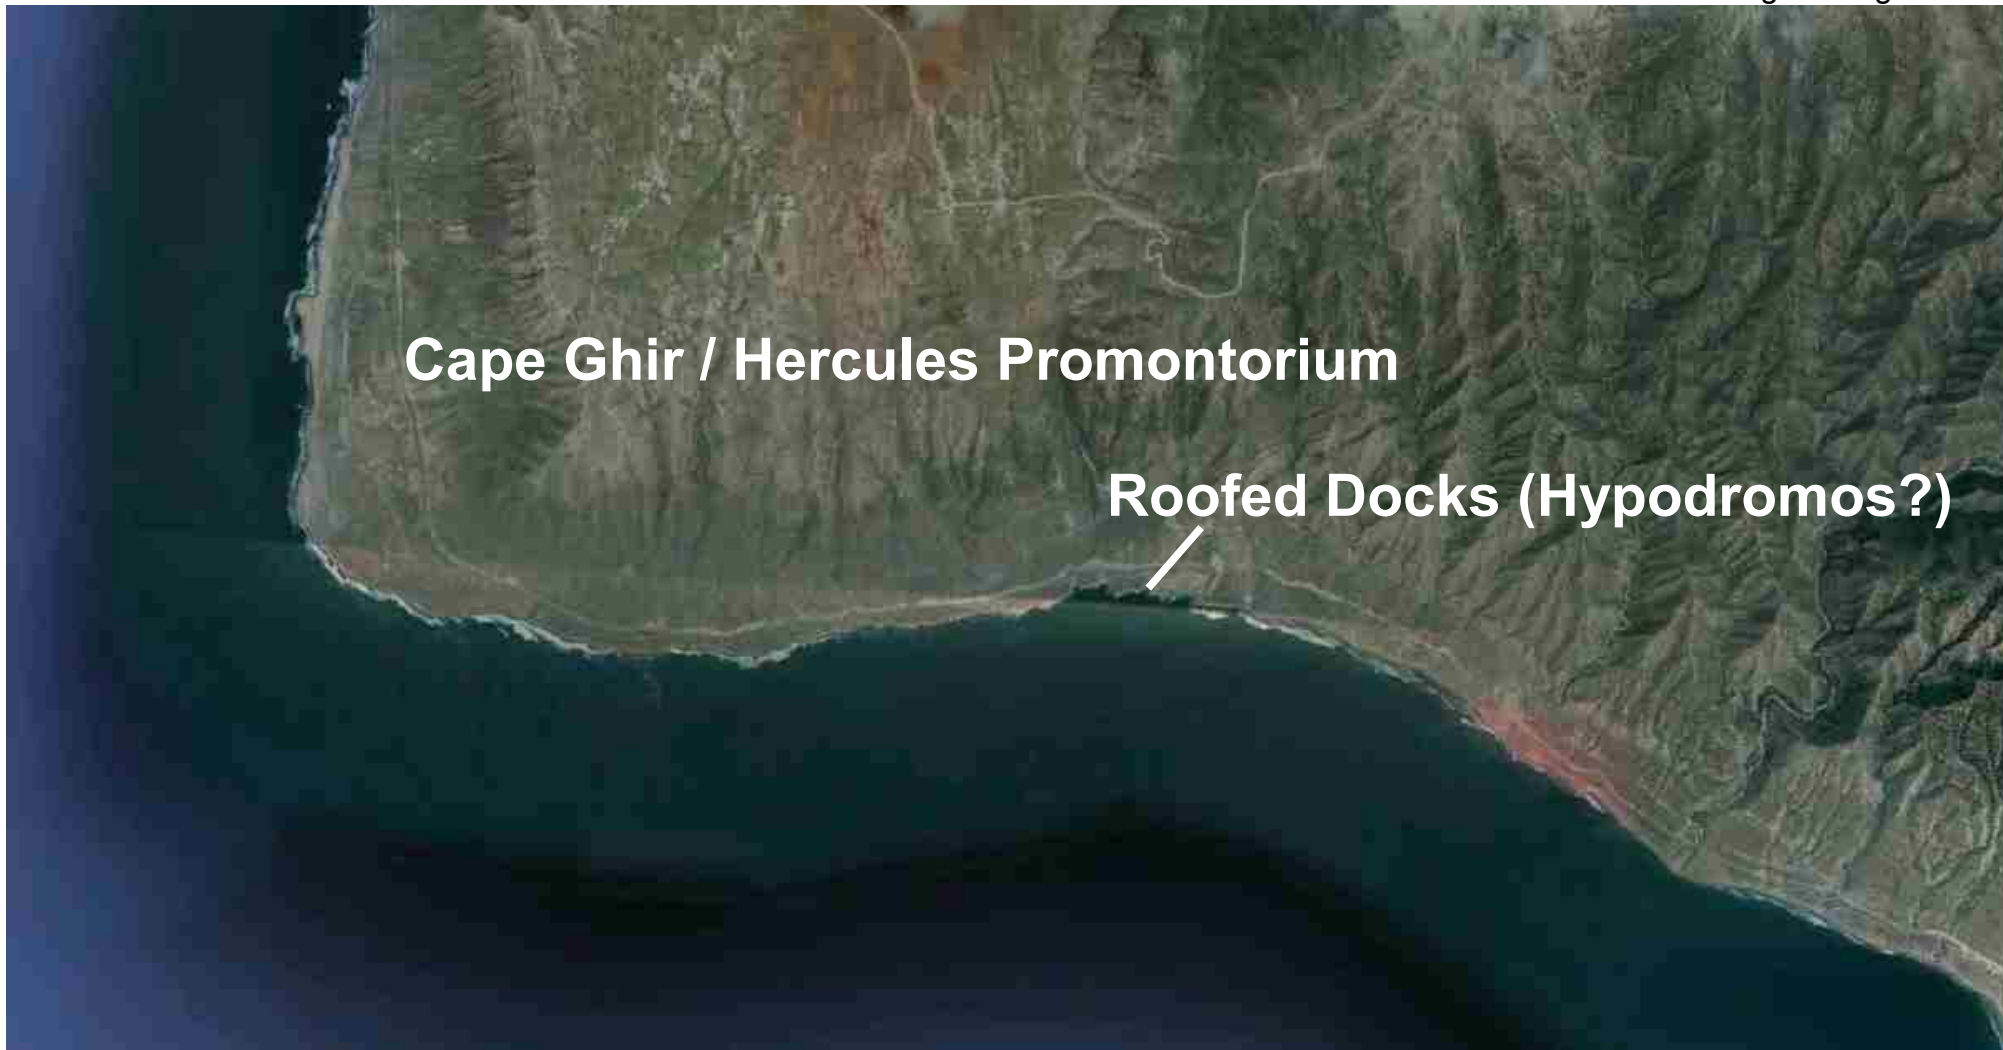 Cape Ghir / Hercules Promontorium
Roofed Docks (Hypodromos?)